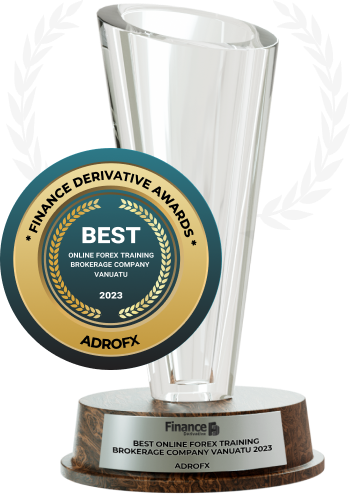 * FINANCE DERIVATIVE AWARDS *
BEST
ONLINE FOREX TRAINING
BROKERAGE COMPANY
VANUATU
2023
ADROFX
Finance
Derivative
BEST ONLINE FOREX TRAINING
BROKERAGE COMPANY VANUATU 2023
ADROFX